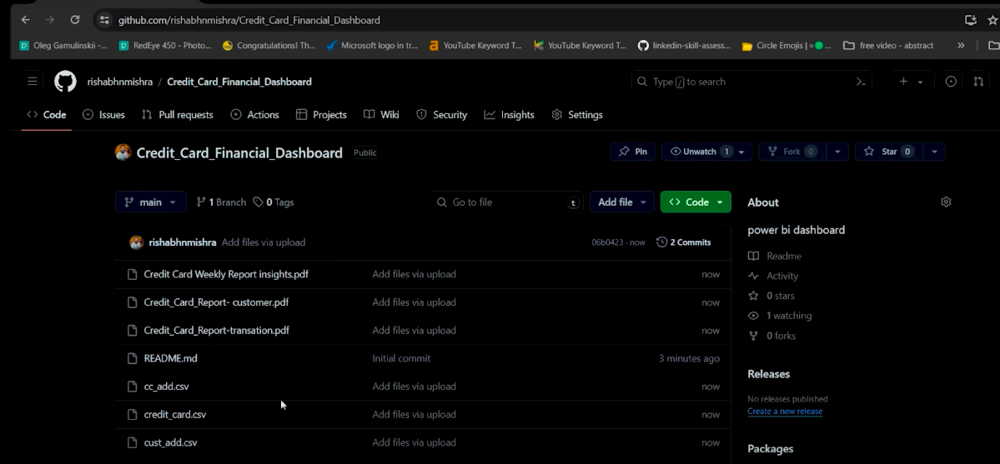 github.com/rishabhnmishra/Credit_Card_Financial_Dashboard
Oleg Gamulinskii -... RedEye 450 - Photo... Congratulations! Th... Microsoft logo in tr... YouTube Keyword T... YouTube Keyword T... linkedin-skill-assess... Circle Emojis | ... free video - abstract »
rishabhnmishra / Credit_Card_Financial_Dashboard Type / to search
Code Issues Pull requests Actions Projects Wiki Security Insights Settings
Credit_Card_Financial_Dashboard Public Pin Unwatch 1 Fork 0 Star 0
main 1 Branch 0 Tags Go to file t Add file Code About
power bi dashboard
rishabhnmishra Add files via upload 06b0423 · now 2 Commits
Readme
Credit Card Weekly Report insights.pdf Add files via upload now
Activity
Credit_Card_Report- customer.pdf Add files via upload now
0 stars
1 watching
Credit_Card_Report-transation.pdf Add files via upload now
0 forks
README.md Initial commit 3 minutes ago
Releases
cc_add.csv Add files via upload now
No releases published
Create a new release
credit_card.csv Add files via upload now
cust_add.csv Add files via upload now
Packages